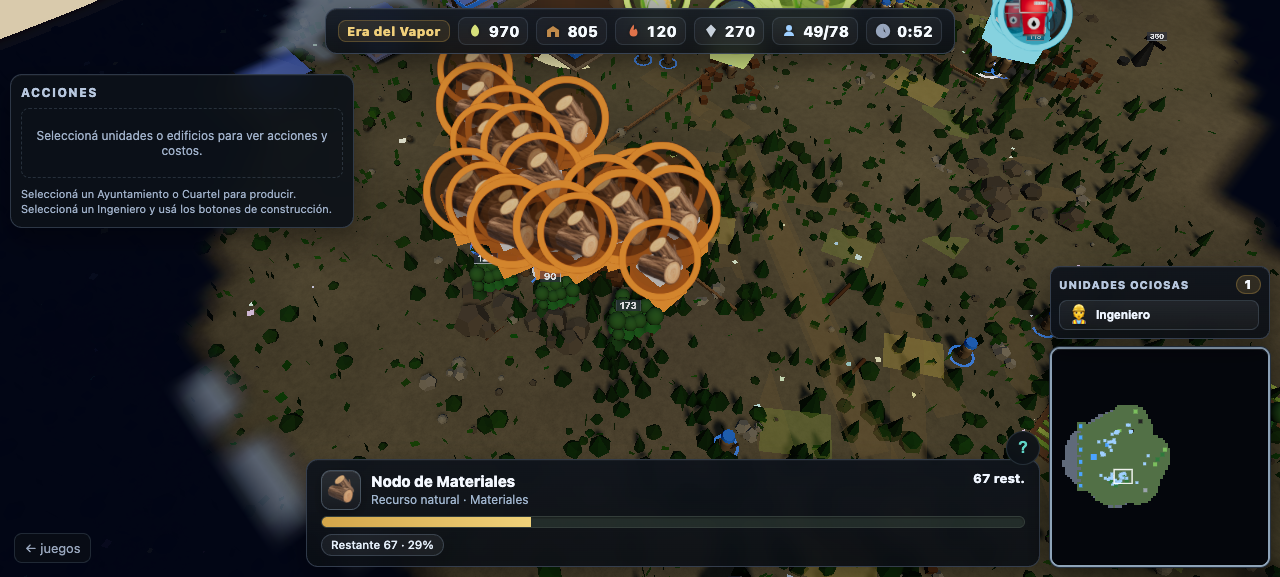 Era del Vapor 970 805 120 270 49/78 0:52
350
ACCIONES
Seleccioná unidades o edificios para ver acciones y
costos.
Seleccioná un Ayuntamiento o Cuartel para producir.
Seleccioná un Ingeniero y usá los botones de construcción.
90
173
UNIDADES OCIOSAS 1
Ingeniero
?
Nodo de Materiales
67 rest.
Recurso natural · Materiales
Restante 67 · 29%
← juegos